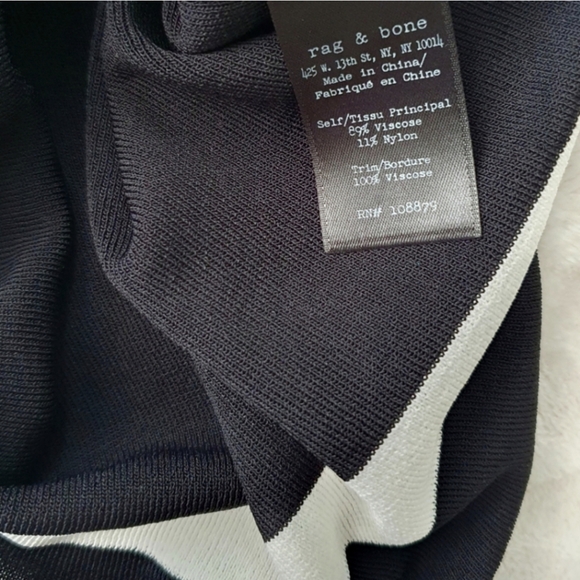 rag & bone
425 W. 13th St, NY, NY 10014
Made in China/
Fabriqué en Chine
Self/Tissu Principal
89% Viscose
11% Nylon
Trim/Bordure
100% Viscose
RN# 108879